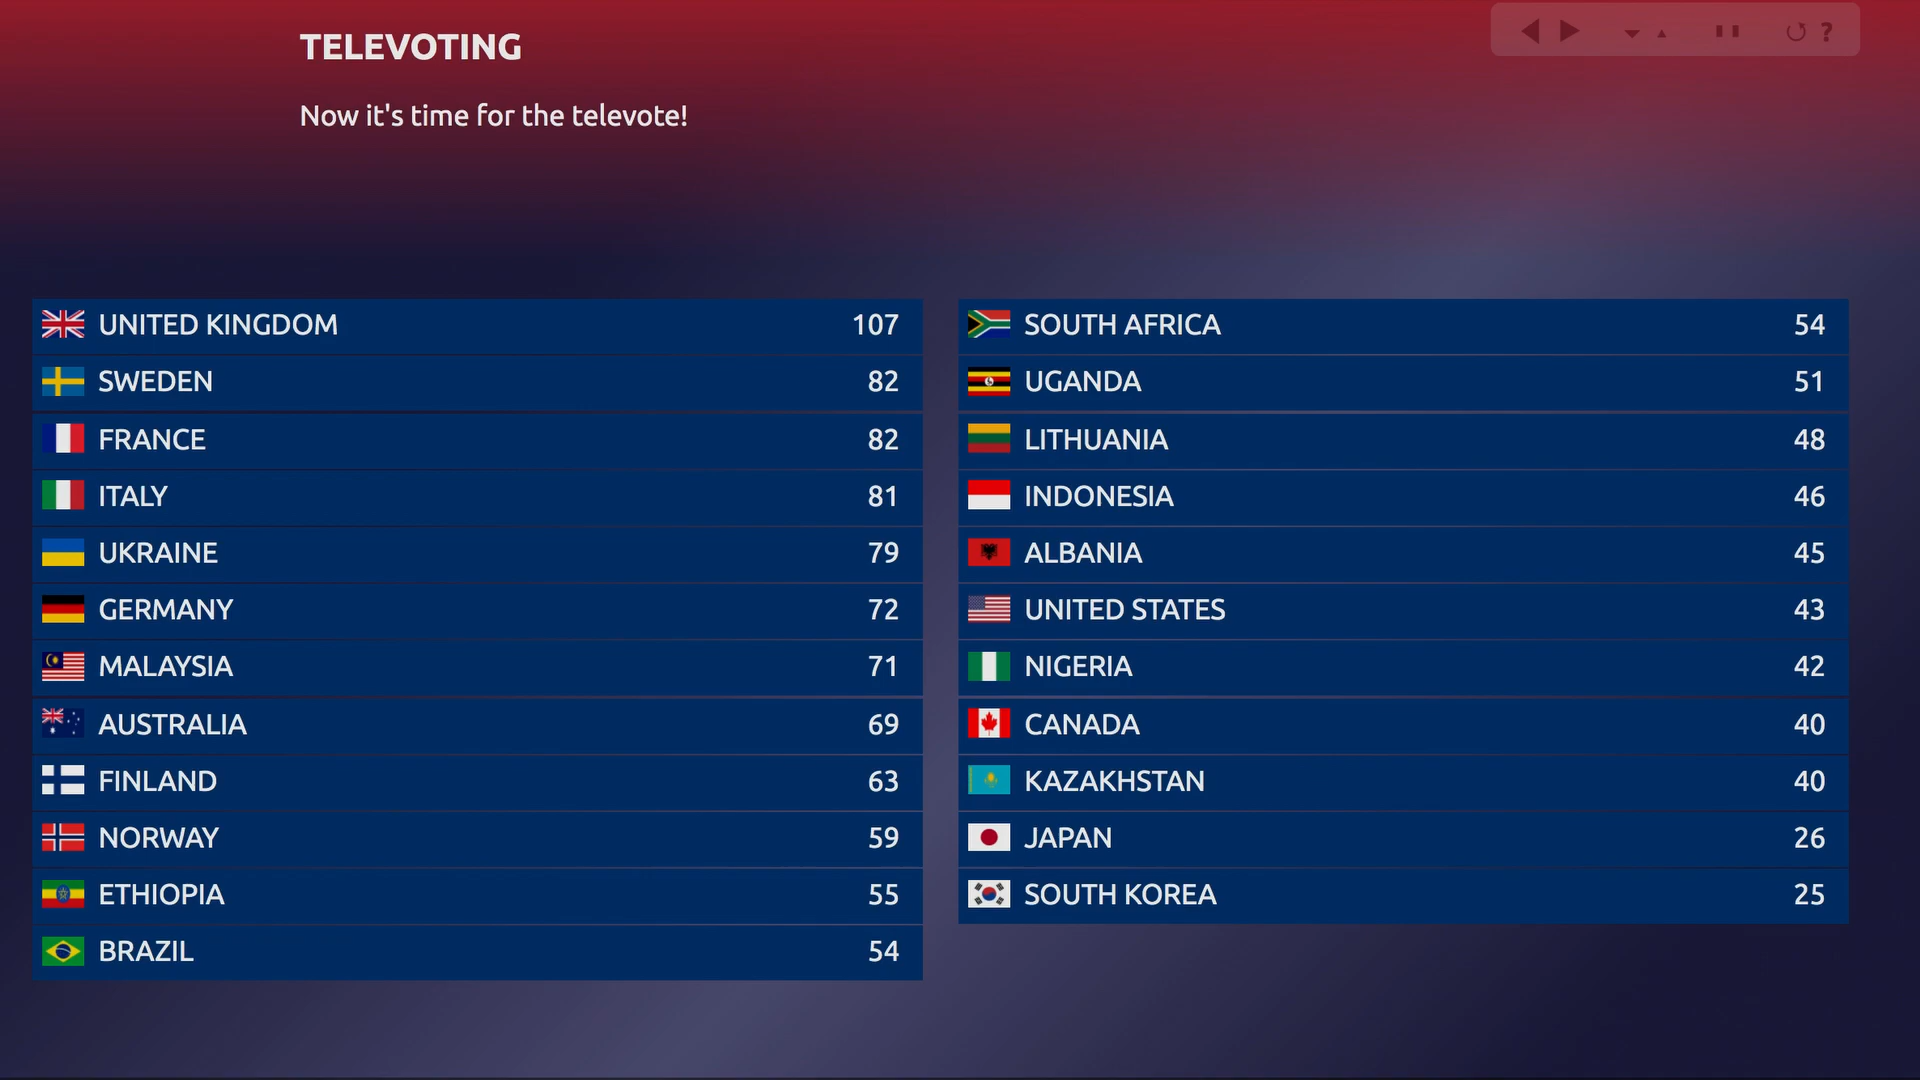 TELEVOTING
?
Now it's time for the televote!
UNITED KINGDOM 107
SWEDEN 82
FRANCE 82
ITALY 81
UKRAINE 79
GERMANY 72
MALAYSIA 71
AUSTRALIA 69
FINLAND 63
NORWAY 59
ETHIOPIA 55
BRAZIL 54
SOUTH AFRICA 54
UGANDA 51
LITHUANIA 48
INDONESIA 46
ALBANIA 45
UNITED STATES 43
NIGERIA 42
CANADA 40
KAZAKHSTAN 40
JAPAN 26
SOUTH KOREA 25